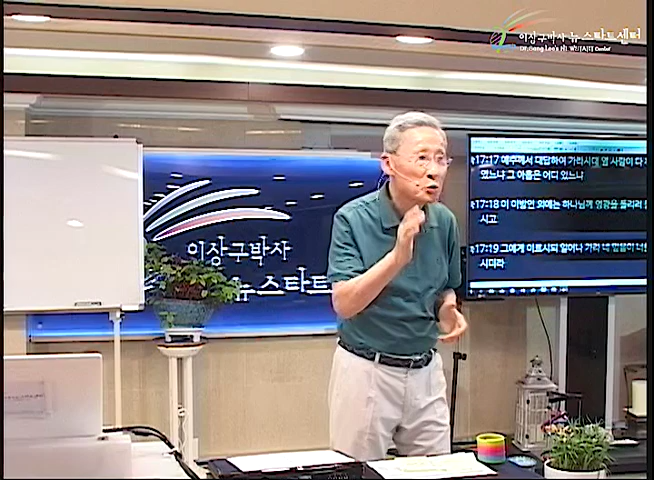 이상구박사 뉴스타트센터
Dr.Sang Lee's NEWSTART Center
17:17 예수께서 대답하여 가라사대 열 사람이 다
였느냐 그 아홉은 어디 있느냐
17:18 이 이방인 외에는 하나님께 영광을 돌리러
시고
17:19 그에게 이르시되 일어나 가라 네 믿음이 너를
시더라
이상구박사
뉴스타트